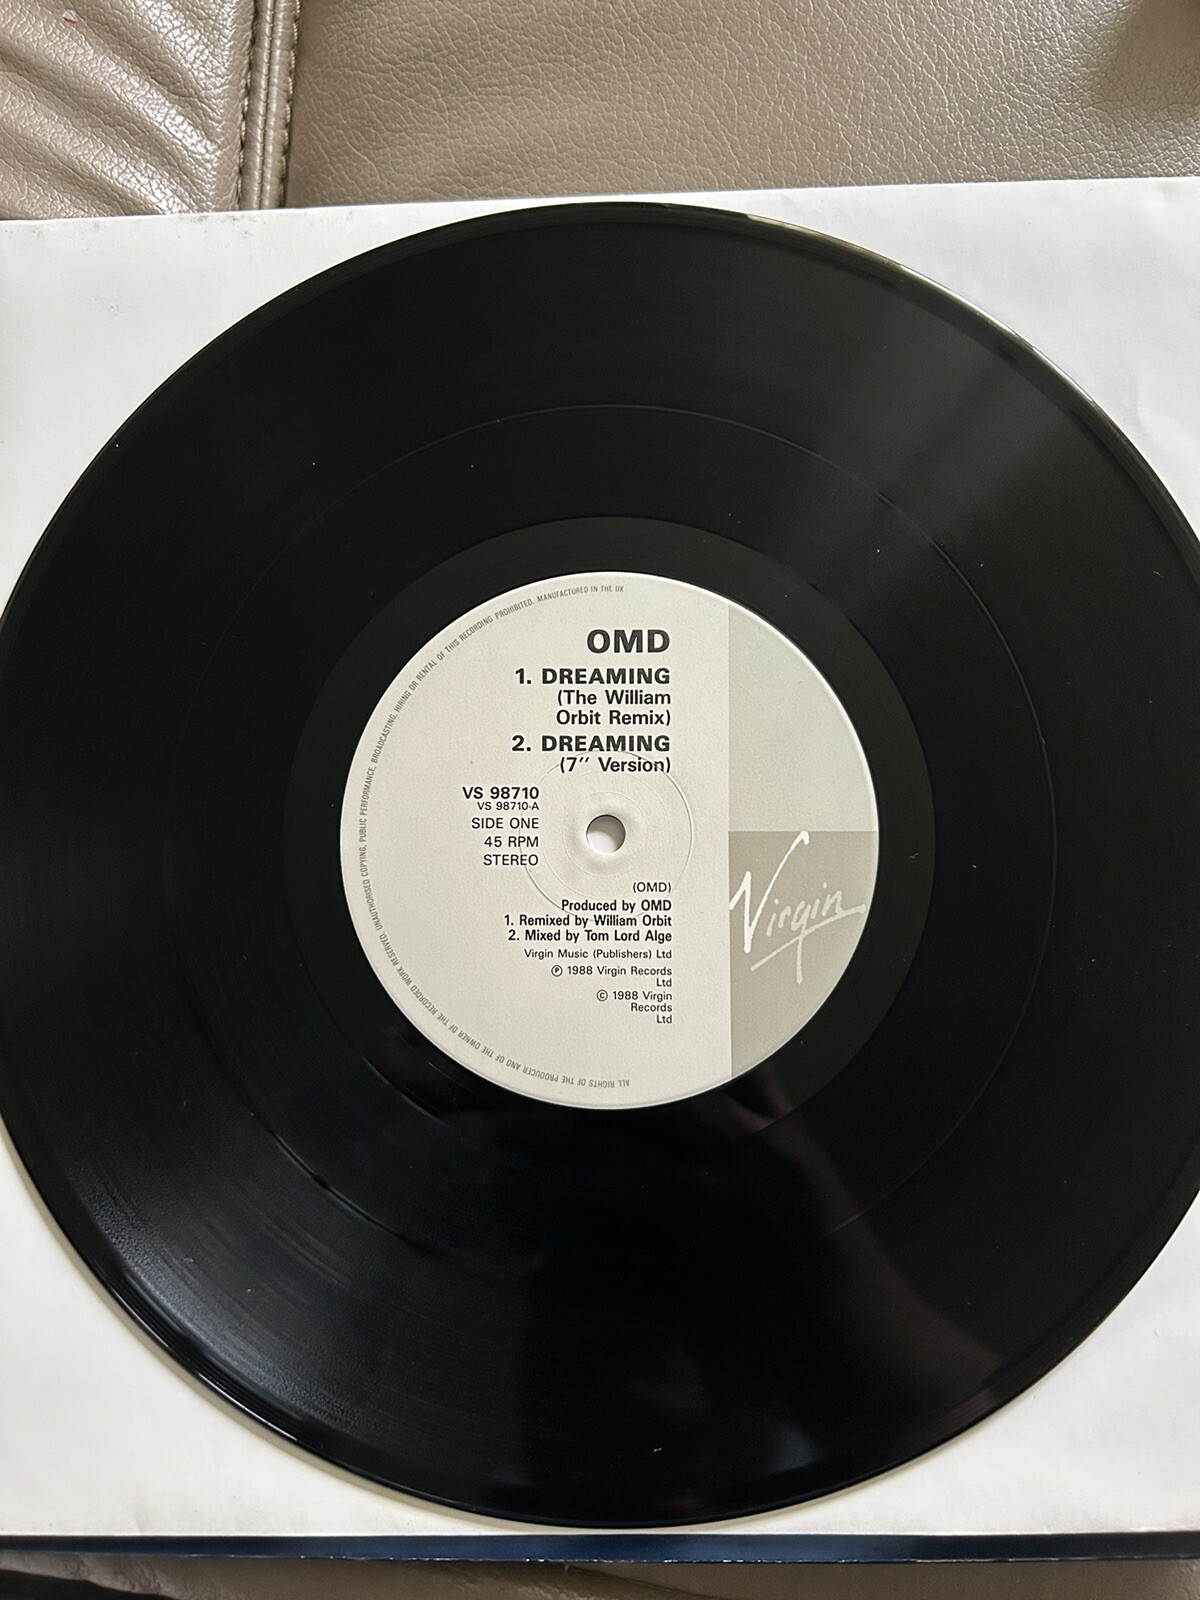 OMD
1. DREAMING
(The William
Orbit Remix)
2. DREAMING
(7″ Version)
VS 98710
VS 98710-A
SIDE ONE
45 RPM
STEREO
(OMD)
Produced by OMD
1. Remixed by William Orbit
2. Mixed by Tom Lord Alge
Virgin Music (Publishers) Ltd
Ⓟ 1988 Virgin Records
Ltd
© 1988 Virgin
Records
Ltd
Virgin
ALL RIGHTS OF THE PRODUCER AND OF THE OWNER OF THE RECORDED WORK RESERVED. UNAUTHORISED COPYING, PUBLIC PERFORMANCE, BROADCASTING, HIRING OR RENTAL OF THIS RECORDING PROHIBITED. MANUFACTURED IN THE UK